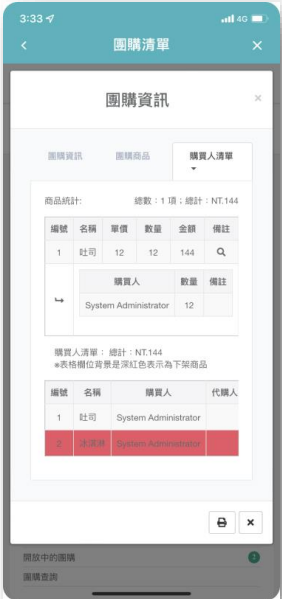 3:33 4G
團購清單
團購資訊
團購資訊 團購商品 購買人清單
商品統計: 總數：1 項；總計：NT.144
編號 名稱 單價 數量 金額 備註
1 吐司 12 12 144
購買人 數量 備註
System Administrator 12
購買人清單： 總計：NT.144
*表格欄位背景是深紅色表示為下架商品
編號 名稱 購買人 代購人
1 吐司 System Administrator
2 冰淇淋 System Administrator
開放中的團購
團購查詢